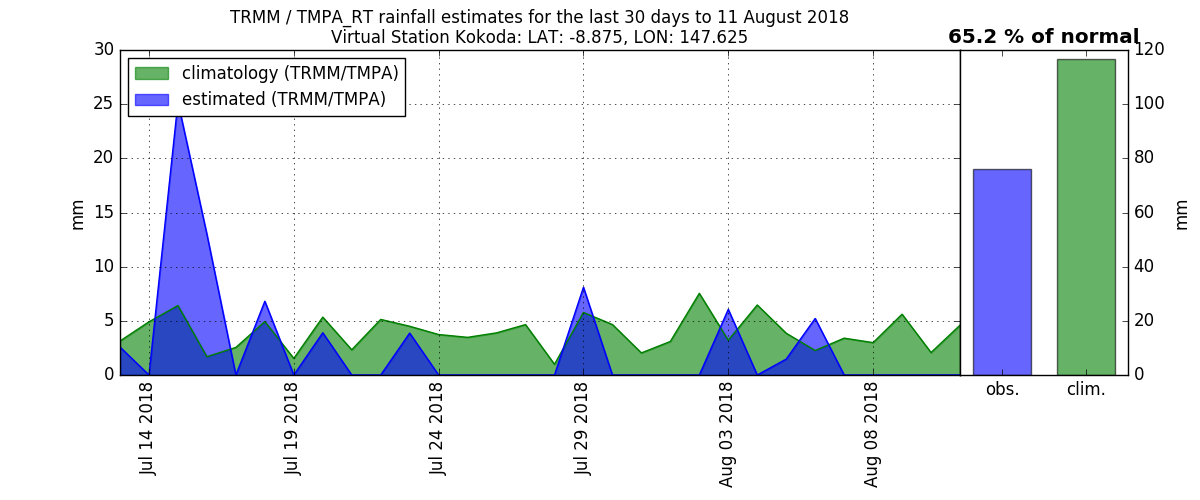 TRMM / TMPA_RT rainfall estimates for the last 30 days to 11 August 2018
Virtual Station Kokoda: LAT: -8.875, LON: 147.625
65.2 % of normal
climatology (TRMM/TMPA)
estimated (TRMM/TMPA)
30
25
20
15
10
5
0
mm
120
100
80
60
40
20
0
mm
Jul 14 2018
Jul 19 2018
Jul 24 2018
Jul 29 2018
Aug 03 2018
Aug 08 2018
obs.
clim.